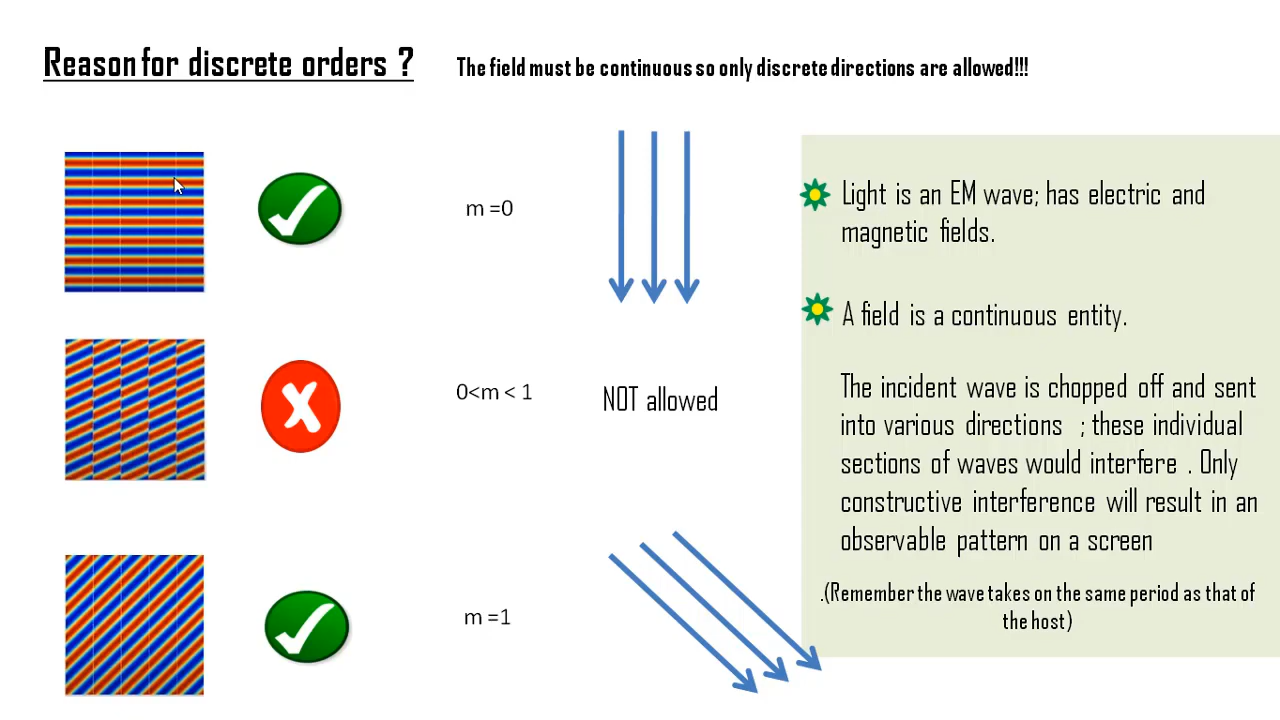 Reason for discrete orders ?
The field must be continuous so only discrete directions are allowed!!!
m =0
0<m < 1
NOT allowed
m =1
Light is an EM wave; has electric and
magnetic fields.
A field is a continuous entity.
The incident wave is chopped off and sent
into various directions ; these individual
sections of waves would interfere . Only
constructive interference will result in an
observable pattern on a screen
.(Remember the wave takes on the same period as that of
the host)